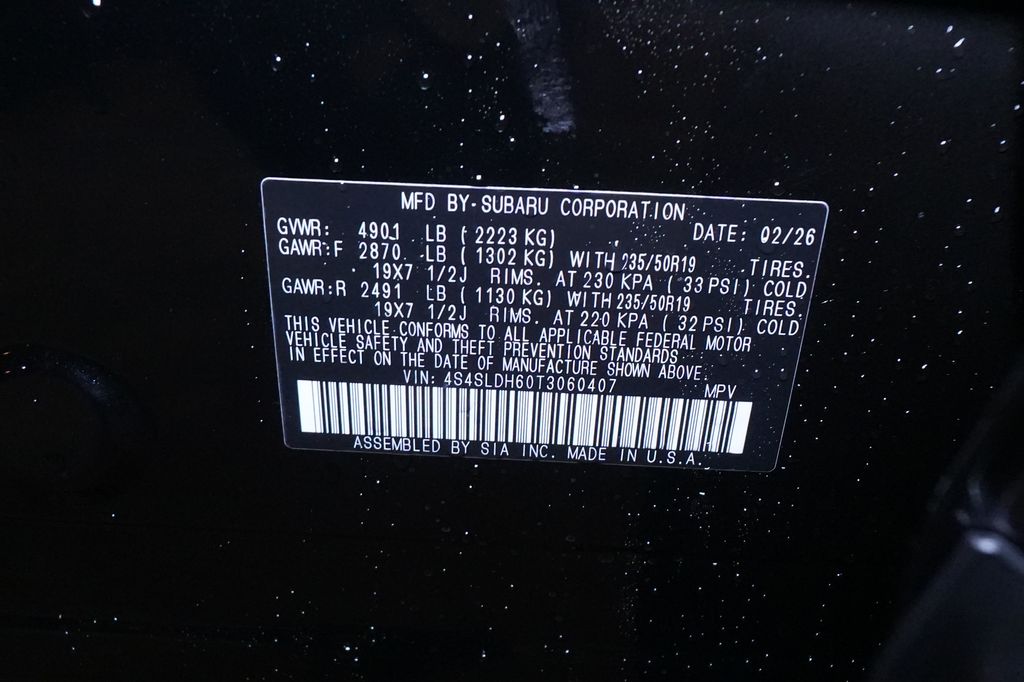 MFD BY-SUBARU CORPORATION
GVWR: 4901 LB (2223 KG) DATE: 02/26
GAWR:F 2870 LB (1302 KG) WITH 235/50R19 TIRES.
19X7 1/2J RIMS. AT 230 KPA (33 PSI) COLD
GAWR:R 2491 LB (1130 KG) WITH 235/50R19 TIRES.
19X7 1/2J RIMS. AT 220 KPA (32 PSI) COLD
THIS VEHICLE CONFORMS TO ALL APPLICABLE FEDERAL MOTOR
VEHICLE SAFETY AND THEFT PREVENTION STANDARDS
IN EFFECT ON THE DATE OF MANUFACTURE SHOWN ABOVE.
VIN: 4S4SLDH60T3060407 MPV
ASSEMBLED BY SIA INC. MADE IN U.S.A.